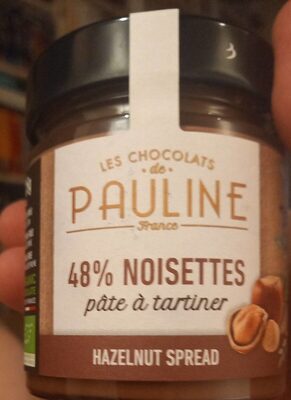 LES CHOCOLATS
de
PAULINE
France
48% NOISETTES
pâte à tartiner
HAZELNUT SPREAD